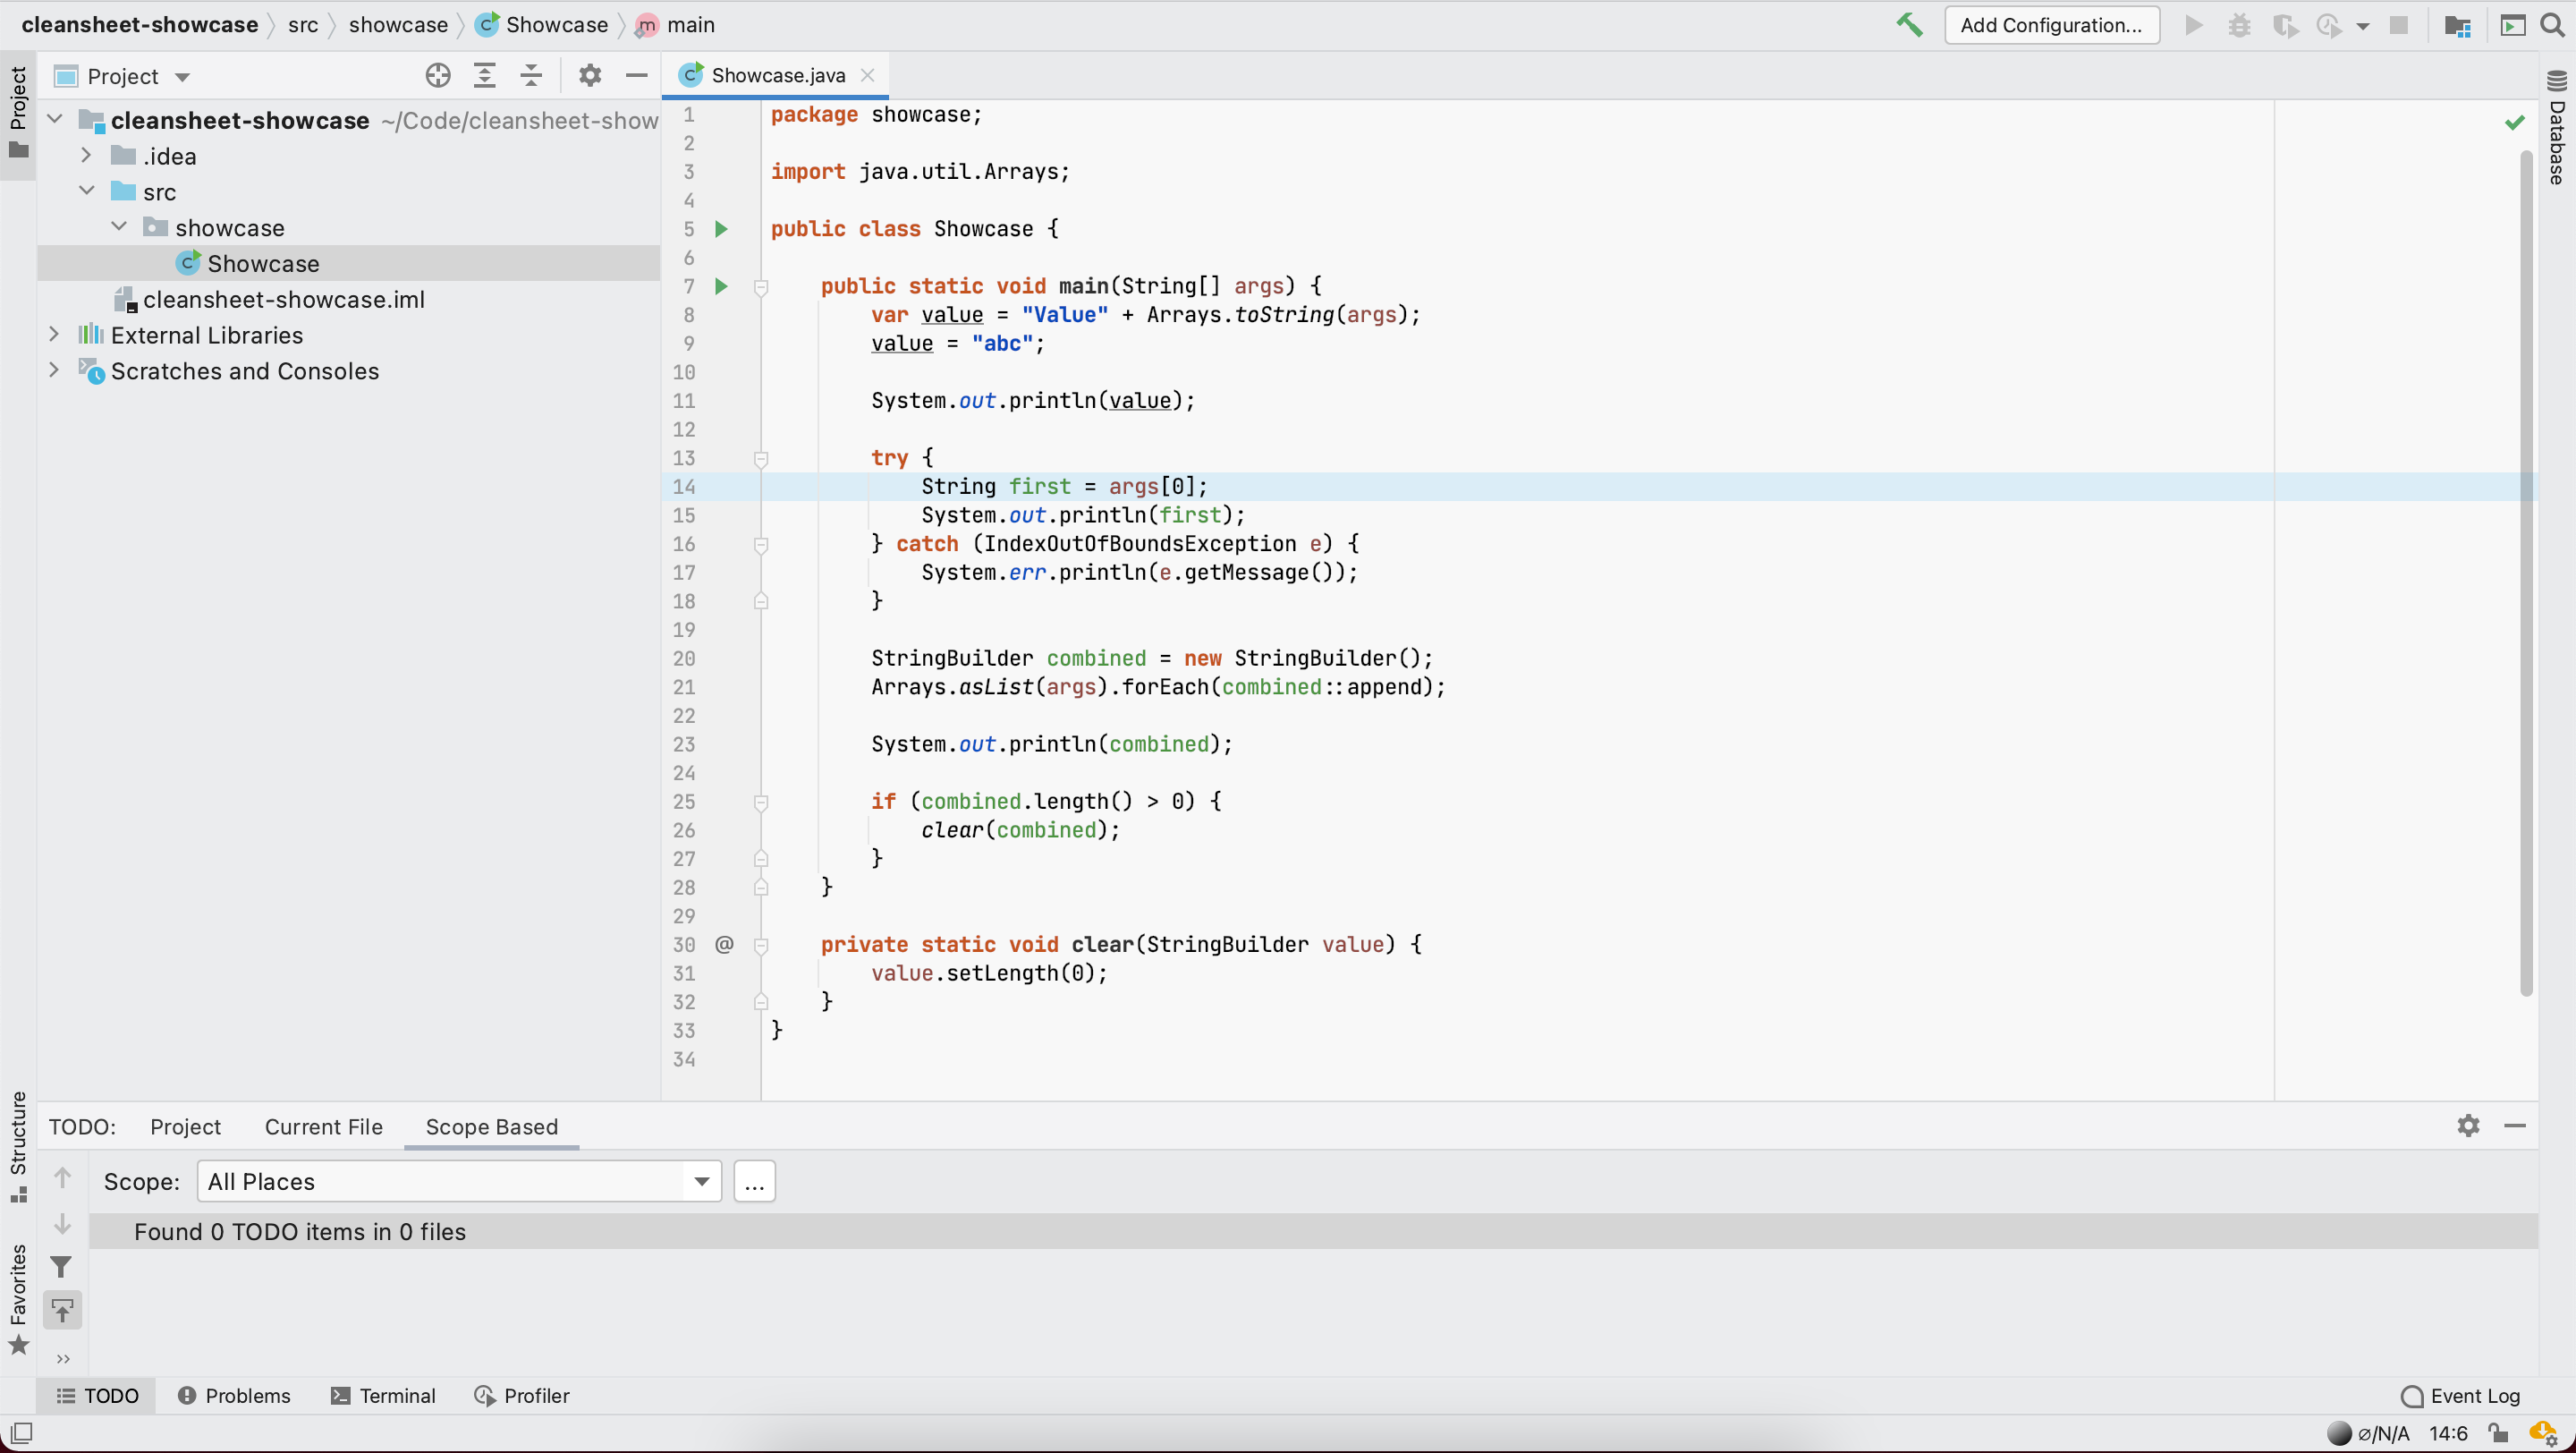 cleansheet-showcase src showcase Showcase main Add Configuration...
Project
Project
cleansheet-showcase ~/Code/cleansheet-show
.idea
src
showcase
Showcase
cleansheet-showcase.iml
External Libraries
Scratches and Consoles
Structure
Favorites
Showcase.java
1 package showcase;
2
3 import java.util.Arrays;
4
5 public class Showcase {
6
7 public static void main(String[] args) {
8 var value = "Value" + Arrays.toString(args);
9 value = "abc";
10
11 System.out.println(value);
12
13 try {
14 String first = args[0];
15 System.out.println(first);
16 } catch (IndexOutOfBoundsException e) {
17 System.err.println(e.getMessage());
18 }
19
20 StringBuilder combined = new StringBuilder();
21 Arrays.asList(args).forEach(combined::append);
22
23 System.out.println(combined);
24
25 if (combined.length() > 0) {
26 clear(combined);
27 }
28 }
29
30 @ private static void clear(StringBuilder value) {
31 value.setLength(0);
32 }
33 }
34
Database
TODO: Project Current File Scope Based
Scope: All Places ...
Found 0 TODO items in 0 files
TODO Problems Terminal Profiler Event Log
⌀/N/A 14:6